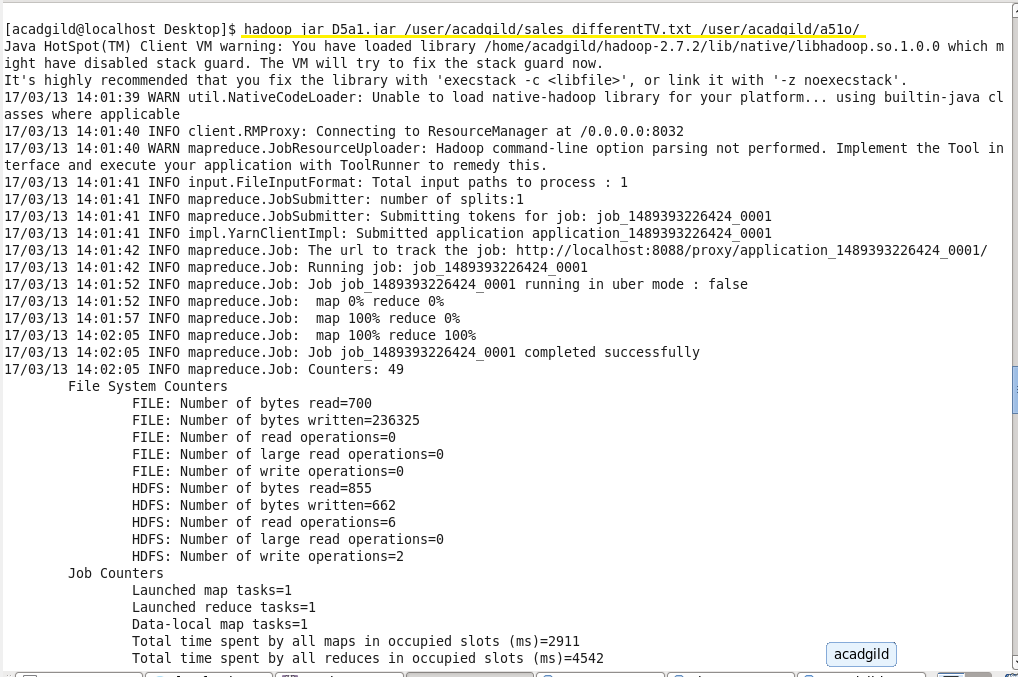 [acadgild@localhost Desktop]$ hadoop jar D5a1.jar /user/acadgild/sales_differentTV.txt /user/acadgild/a51o/
Java HotSpot(TM) Client VM warning: You have loaded library /home/acadgild/hadoop-2.7.2/lib/native/libhadoop.so.1.0.0 which m
ight have disabled stack guard. The VM will try to fix the stack guard now.
It's highly recommended that you fix the library with 'execstack -c <libfile>', or link it with '-z noexecstack'.
17/03/13 14:01:39 WARN util.NativeCodeLoader: Unable to load native-hadoop library for your platform... using builtin-java cl
asses where applicable
17/03/13 14:01:40 INFO client.RMProxy: Connecting to ResourceManager at /0.0.0.0:8032
17/03/13 14:01:40 WARN mapreduce.JobResourceUploader: Hadoop command-line option parsing not performed. Implement the Tool in
terface and execute your application with ToolRunner to remedy this.
17/03/13 14:01:41 INFO input.FileInputFormat: Total input paths to process : 1
17/03/13 14:01:41 INFO mapreduce.JobSubmitter: number of splits:1
17/03/13 14:01:41 INFO mapreduce.JobSubmitter: Submitting tokens for job: job_1489393226424_0001
17/03/13 14:01:41 INFO impl.YarnClientImpl: Submitted application application_1489393226424_0001
17/03/13 14:01:42 INFO mapreduce.Job: The url to track the job: http://localhost:8088/proxy/application_1489393226424_0001/
17/03/13 14:01:42 INFO mapreduce.Job: Running job: job_1489393226424_0001
17/03/13 14:01:52 INFO mapreduce.Job: Job job_1489393226424_0001 running in uber mode : false
17/03/13 14:01:52 INFO mapreduce.Job:  map 0% reduce 0%
17/03/13 14:01:57 INFO mapreduce.Job:  map 100% reduce 0%
17/03/13 14:02:05 INFO mapreduce.Job:  map 100% reduce 100%
17/03/13 14:02:05 INFO mapreduce.Job: Job job_1489393226424_0001 completed successfully
17/03/13 14:02:05 INFO mapreduce.Job: Counters: 49
File System Counters
FILE: Number of bytes read=700
FILE: Number of bytes written=236325
FILE: Number of read operations=0
FILE: Number of large read operations=0
FILE: Number of write operations=0
HDFS: Number of bytes read=855
HDFS: Number of bytes written=662
HDFS: Number of read operations=6
HDFS: Number of large read operations=0
HDFS: Number of write operations=2
Job Counters
Launched map tasks=1
Launched reduce tasks=1
Data-local map tasks=1
Total time spent by all maps in occupied slots (ms)=2911
Total time spent by all reduces in occupied slots (ms)=4542
acadgild